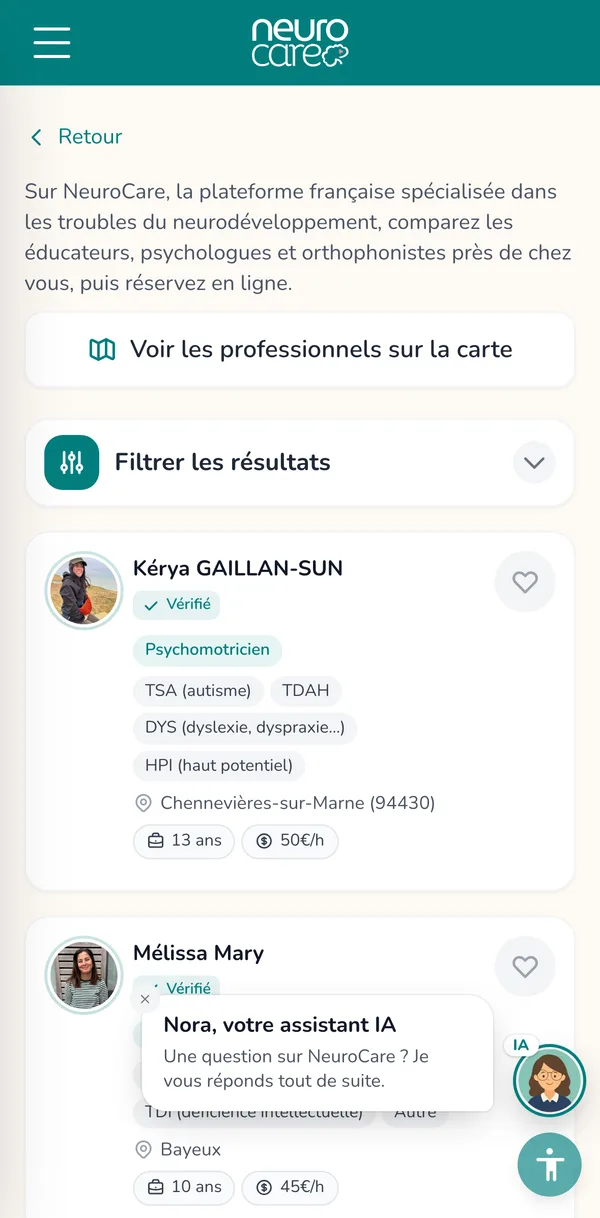 neuro
care
Retour
Sur NeuroCare, la plateforme française spécialisée dans
les troubles du neurodéveloppement, comparez les
éducateurs, psychologues et orthophonistes près de chez
vous, puis réservez en ligne.
Voir les professionnels sur la carte
Filtrer les résultats
Kérya GAILLAN-SUN
Vérifié
Psychomotricien
TSA (autisme) TDAH
DYS (dyslexie, dyspraxie...)
HPI (haut potentiel)
Chennevières-sur-Marne (94430)
13 ans 50€/h
Mélissa Mary
Vérifié
Nora, votre assistant IA
Une question sur NeuroCare ? Je
vous réponds tout de suite.
IA
TDI (déficience intellectuelle) Autre
Bayeux
10 ans 45€/h